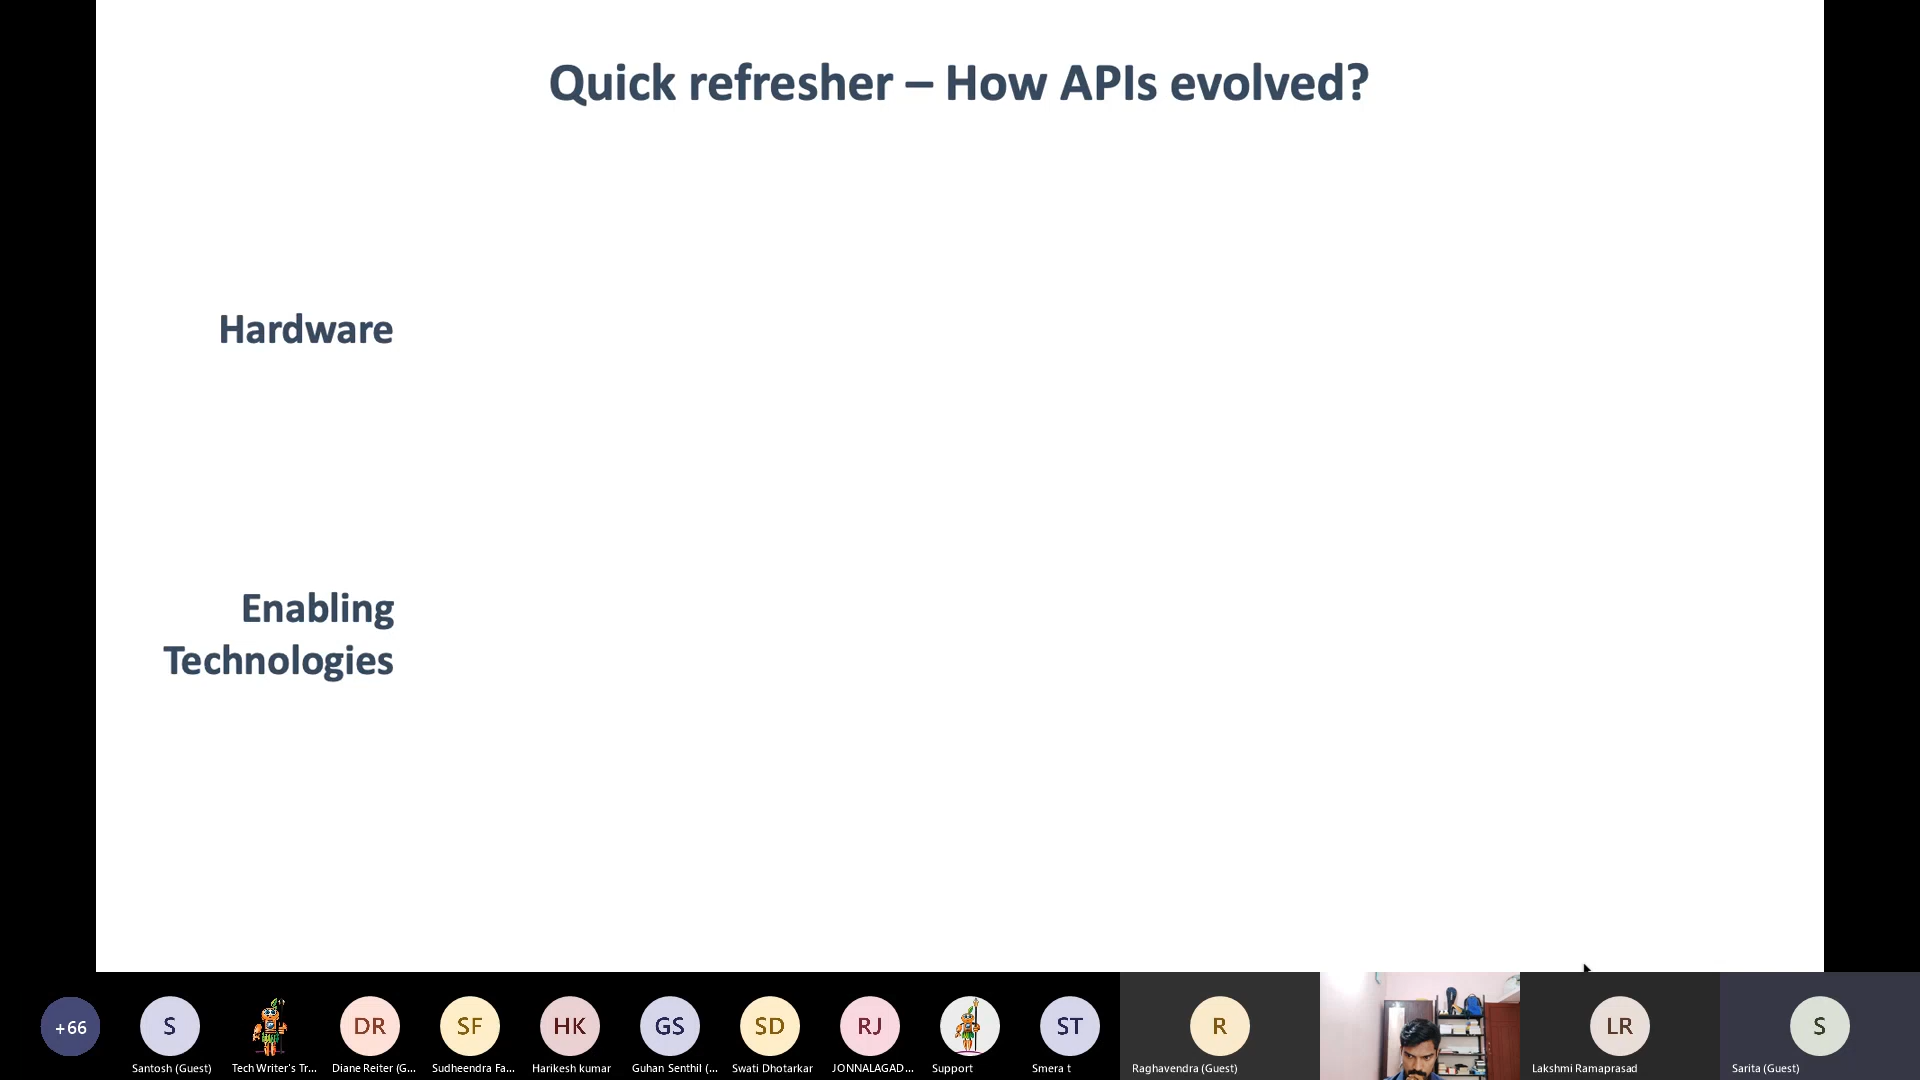 Quick refresher – How APIs evolved?
Hardware
Enabling
Technologies
+66
S
DR
SF
HK
GS
SD
RJ
ST
R
LR
S
Santosh (Guest)
Tech Writer's Tr...
Diane Reiter (G...
Sudheendra Fa...
Harikesh kumar
Guhan Senthil (...
Swati Dhotarkar
JONNALAGAD...
Support
Smera t
Raghavendra (Guest)
Lakshmi Ramaprasad
Sarita (Guest)